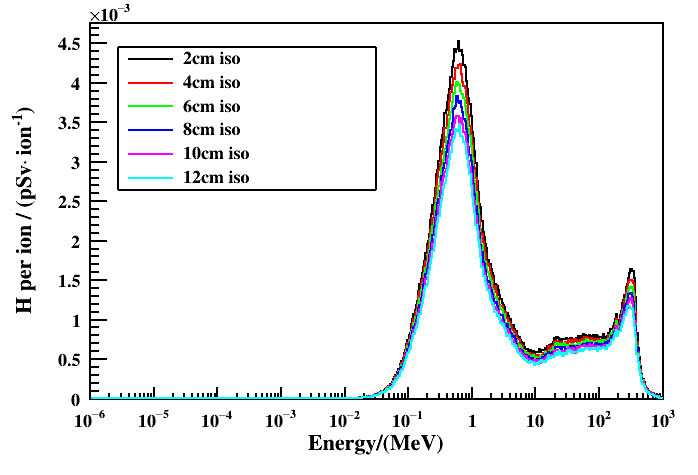 ×10⁻³
4.5
4
3.5
3
2.5
2
1.5
1
0.5
0
H per ion / (pSv· ion⁻¹)
2cm iso
4cm iso
6cm iso
8cm iso
10cm iso
12cm iso
10⁻⁶ 10⁻⁵ 10⁻⁴ 10⁻³ 10⁻² 10⁻¹ 1 10 10² 10³
Energy/(MeV)